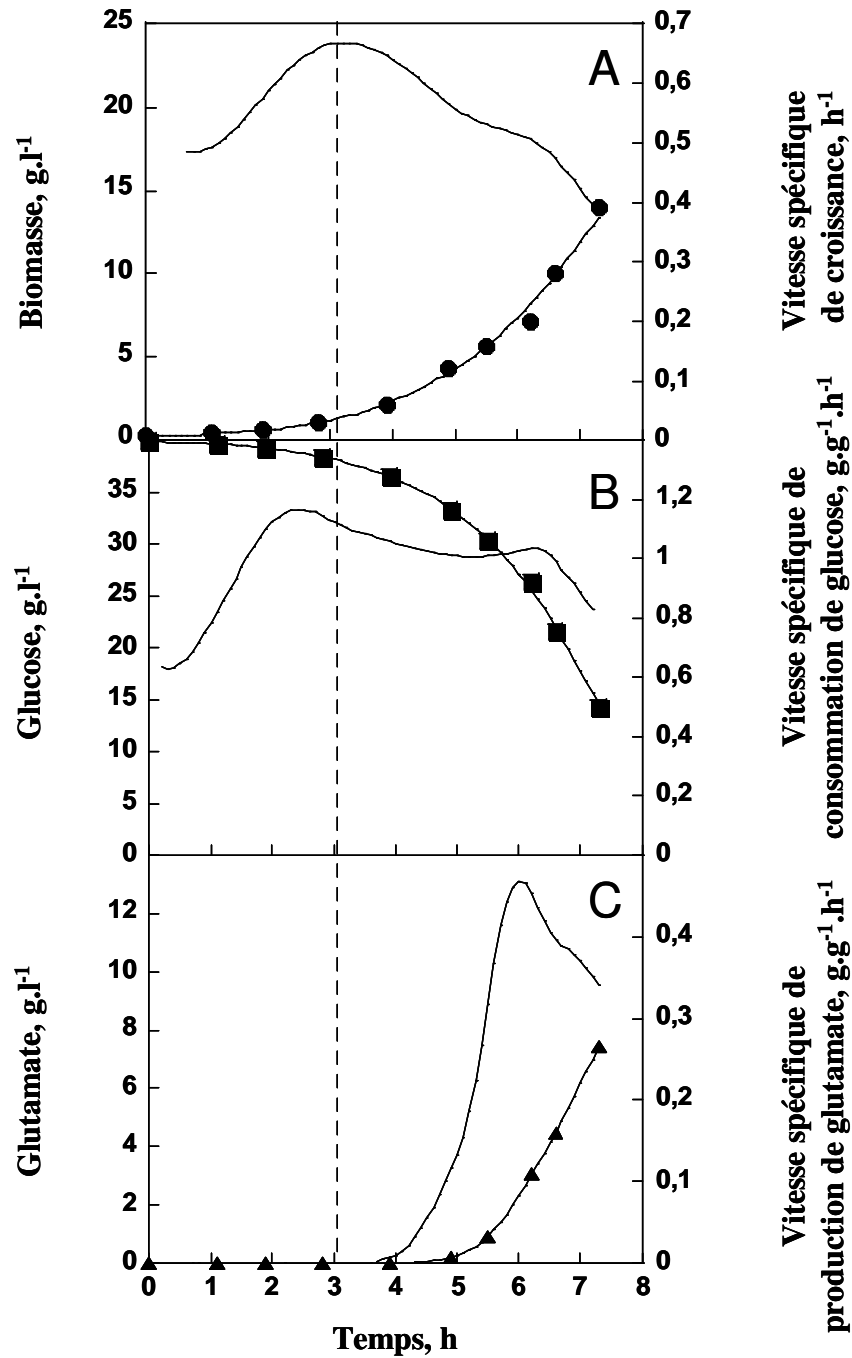 25
20
15
10
5
0
Biomasse, g.l-1
A
0,7
0,6
0,5
0,4
0,3
0,2
0,1
0
Vitesse spécifique
de croissance, h-1
35
30
25
20
15
10
5
0
Glucose, g.l-1
B
1,2
1
0,8
0,6
0,4
0,2
0
Vitesse spécifique de
consommation de glucose, g.g-1.h-1
12
10
8
6
4
2
0
Glutamate, g.l-1
C
0,4
0,3
0,2
0,1
0
Vitesse spécifique de
production de glutamate, g.g-1.h-1
0 1 2 3 4 5 6 7 8
Temps, h